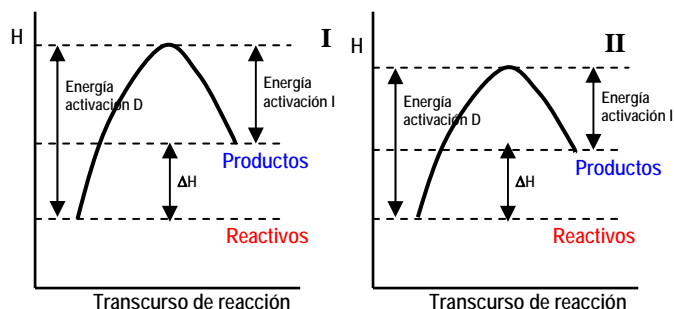 H
I
Energía
activación D
Energía
activación I
Productos
ΔH
Reactivos
Transcurso de reacción
H
II
Energía
activación D
Energía
activación I
Productos
ΔH
Reactivos
Transcurso de reacción